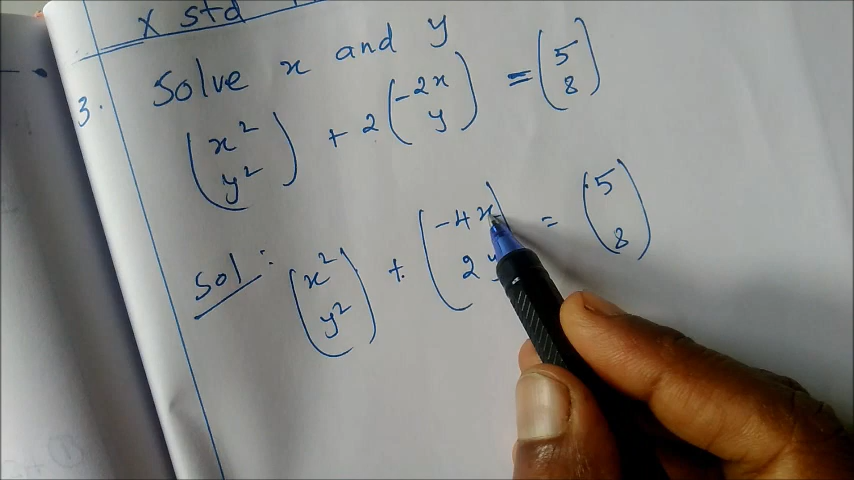 X std
3. Solve x and y
(x² y²) + 2 (-2x y) = (5 8)
Sol: (x² y²) + (-4x 2y) = (5 8)